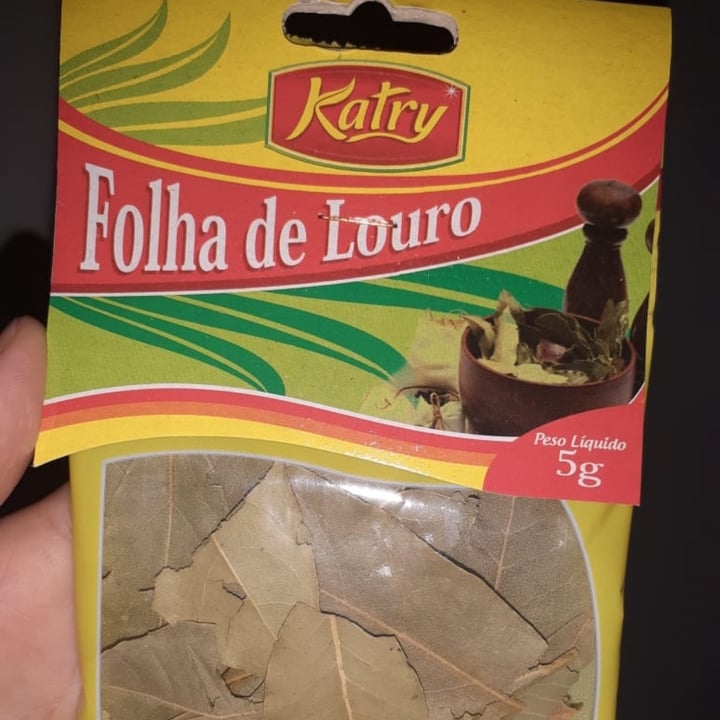 Katry
Folha de Louro
Peso Líquido
5g